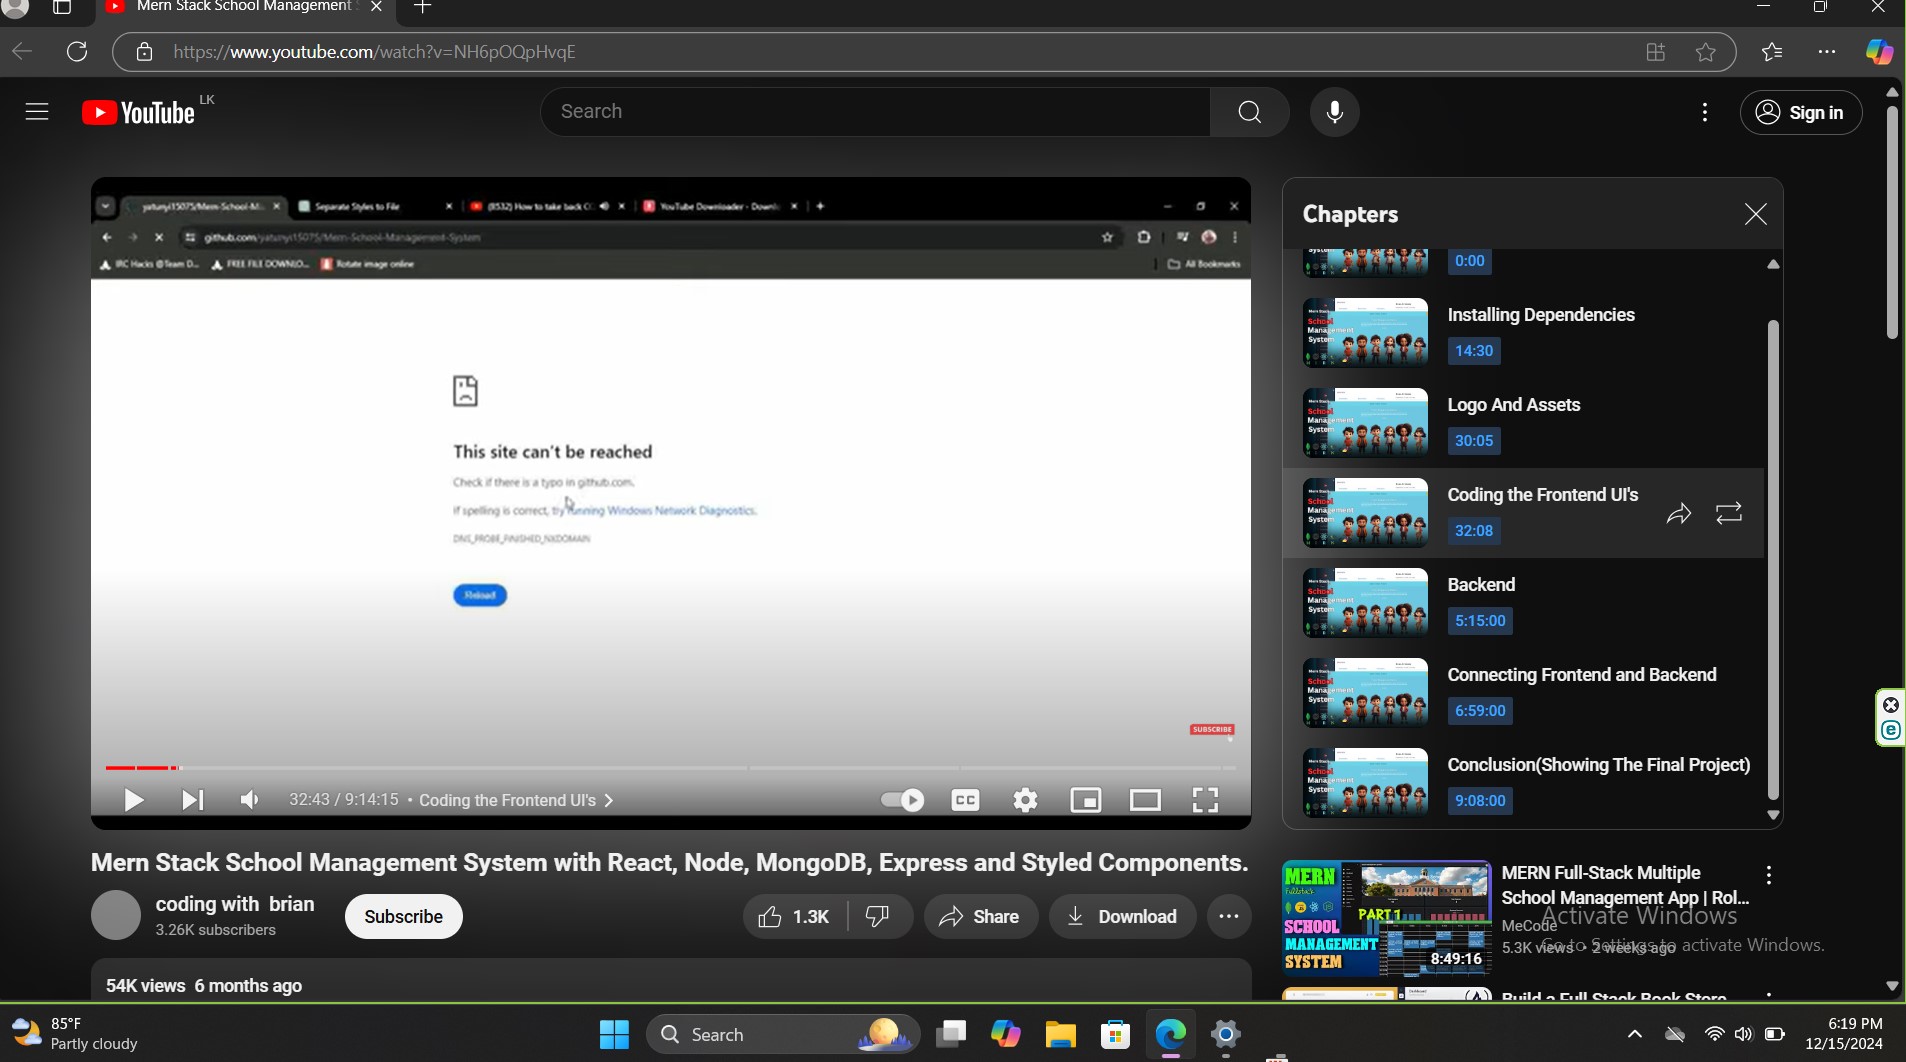 Mern Stack School Management S
https://www.youtube.com/watch?v=NH6pOQpHvqE
YouTube LK
Search
Sign in
yatunyi15075/Mern-School-M...
Separate Styles to File
(8532) How to take back C
YouTube Downloader - Downl
github.com/yatunyi15075/Mern-School-Management-System
IRC Hacks @Team D...
FREE FILE DOWNLO...
Rotate image online
All Bookmarks
This site can't be reached
Check if there is a typo in github.com.
If spelling is correct, try running Windows Network Diagnostics.
DNS_PROBE_FINISHED_NXDOMAIN
Reload
SUBSCRIBE
32:43 / 9:14:15 • Coding the Frontend UI's
CC
Chapters
0:00
Installing Dependencies
14:30
Logo And Assets
30:05
Coding the Frontend UI's
32:08
Backend
5:15:00
Connecting Frontend and Backend
6:59:00
Conclusion(Showing The Final Project)
9:08:00
School
Management
System
Mern Stack School Management System with React, Node, MongoDB, Express and Styled Components.
coding with brian
3.26K subscribers
Subscribe
1.3K
Share
Download
54K views 6 months ago
MERN
Fullstack
PART 1
SCHOOL
MANAGEMENT
SYSTEM
8:49:16
MERN Full-Stack Multiple
School Management App | Rol...
MeCode
5.3K views • 2 weeks ago
Activate Windows
Go to Settings to activate Windows.
Build a Full Stack Book Store
85°F
Partly cloudy
Search
6:19 PM
12/15/2024